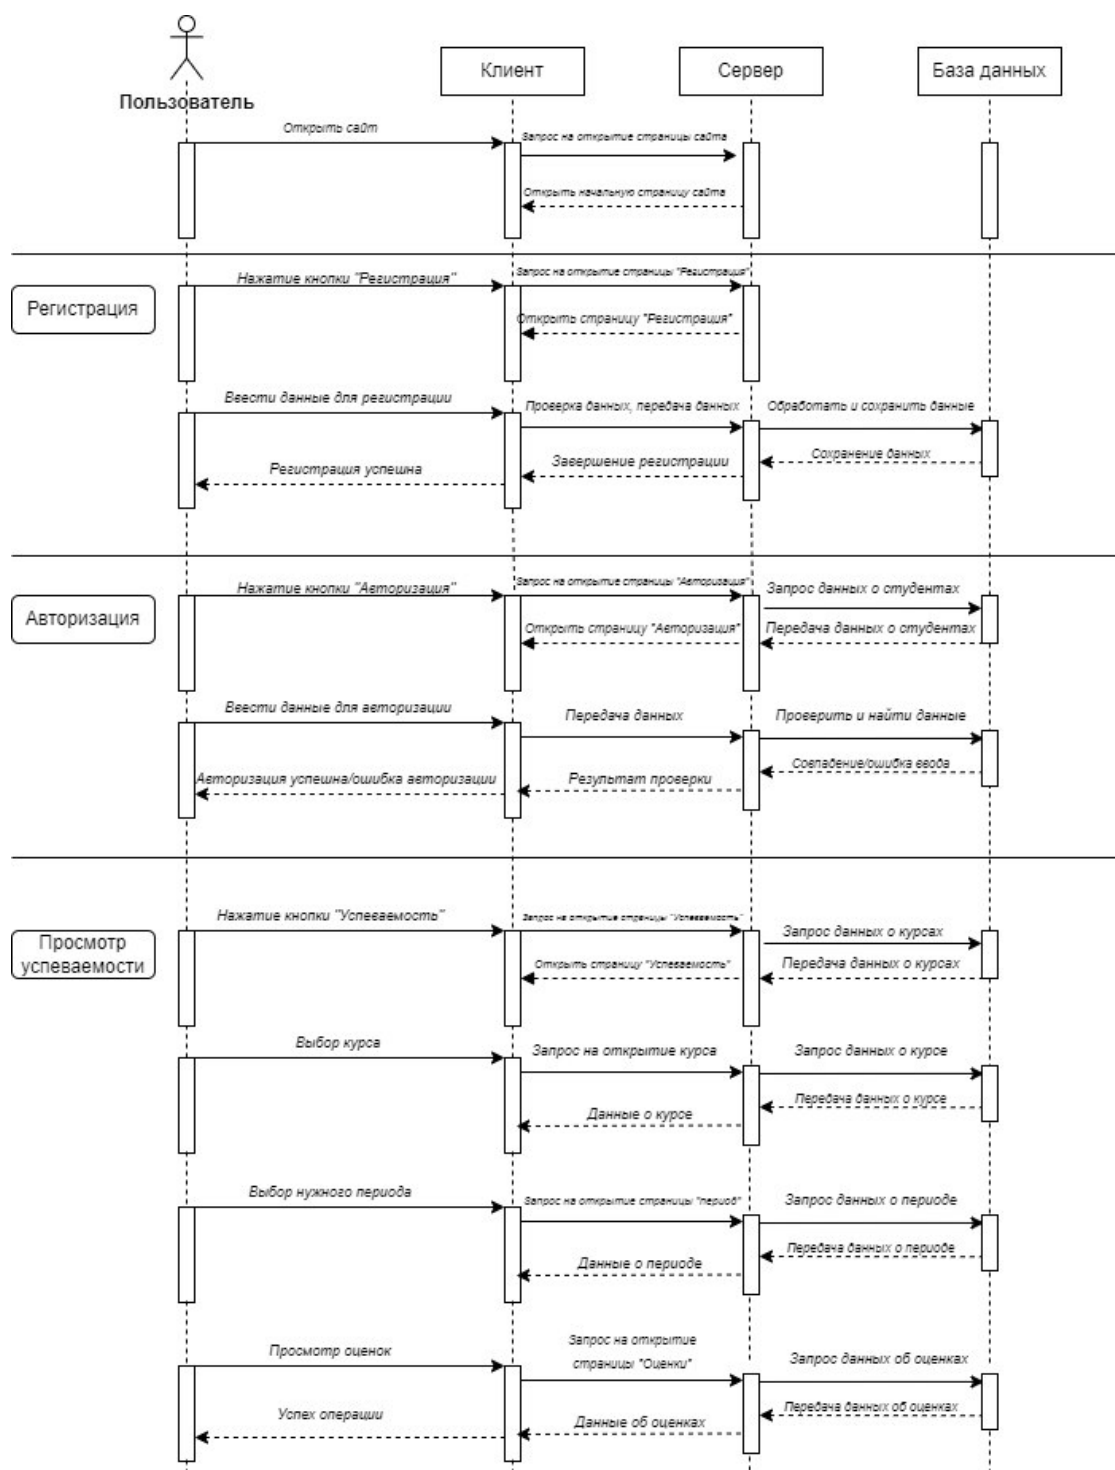 Пользователь
Клиент
Сервер
База данных
Открыть сайт
Запрос на открытие страницы сайта
Открыть начальную страницу сайта
Регистрация
Нажатие кнопки "Регистрация"
Запрос на открытие страницы "Регистрация"
Открыть страницу "Регистрация"
Ввести данные для регистрации
Проверка данных, передача данных
Обработать и сохранить данные
Сохранение данных
Завершение регистрации
Регистрация успешна
Авторизация
Нажатие кнопки "Авторизация"
Запрос на открытие страницы "Авторизация"
Запрос данных о студентах
Открыть страницу "Авторизация"
Передача данных о студентах
Ввести данные для авторизации
Передача данных
Проверить и найти данные
Совпадение/ошибка ввода
Авторизация успешна/ошибка авторизации
Результат проверки
Просмотр
успеваемости
Нажатие кнопки "Успеваемость"
Запрос на открытие страницы "Успеваемость"
Запрос данных о курсах
Открыть страницу "Успеваемость"
Передача данных о курсах
Выбор курса
Запрос на открытие курса
Запрос данных о курсе
Передача данных о курсе
Данные о курсе
Выбор нужного периода
Запрос на открытие страницы "период"
Запрос данных о периоде
Передача данных о периоде
Данные о периоде
Просмотр оценок
Запрос на открытие
страницы "Оценки"
Запрос данных об оценках
Передача данных об оценках
Успех операции
Данные об оценках